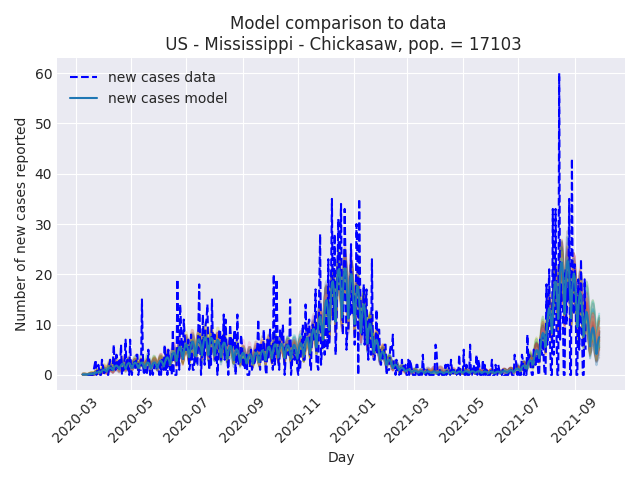 Model comparison to data
US - Mississippi - Chickasaw, pop. = 17103
new cases data
new cases model
Number of new cases reported
60
50
40
30
20
10
0
2020-03
2020-05
2020-07
2020-09
2020-11
2021-01
2021-03
2021-05
2021-07
2021-09
Day